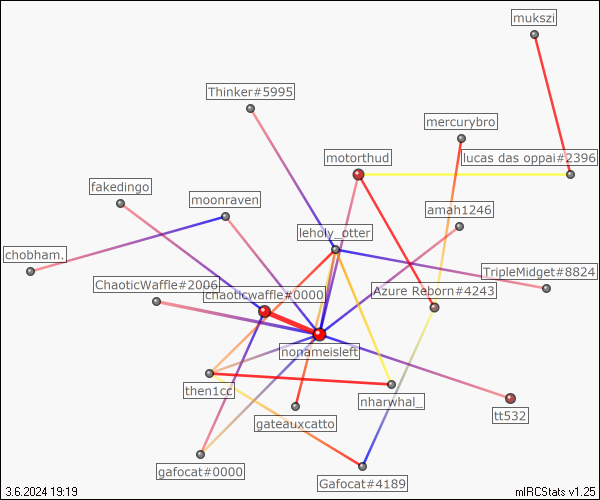 mukszi
Thinker#5995
mercurybro
motorthud
lucas das oppai#2396
fakedingo
moonraven
amah1246
leholy_otter
chobham.
TripleMidget#8824
ChaoticWaffle#2006
chaoticwaffle#0000
Azure Reborn#4243
nonameisleft
then1cc
nharwhal_
gateauxcatto
tt532
gafocat#0000
Gafocat#4189
3.6.2024 19:19
mIRCStats v1.25